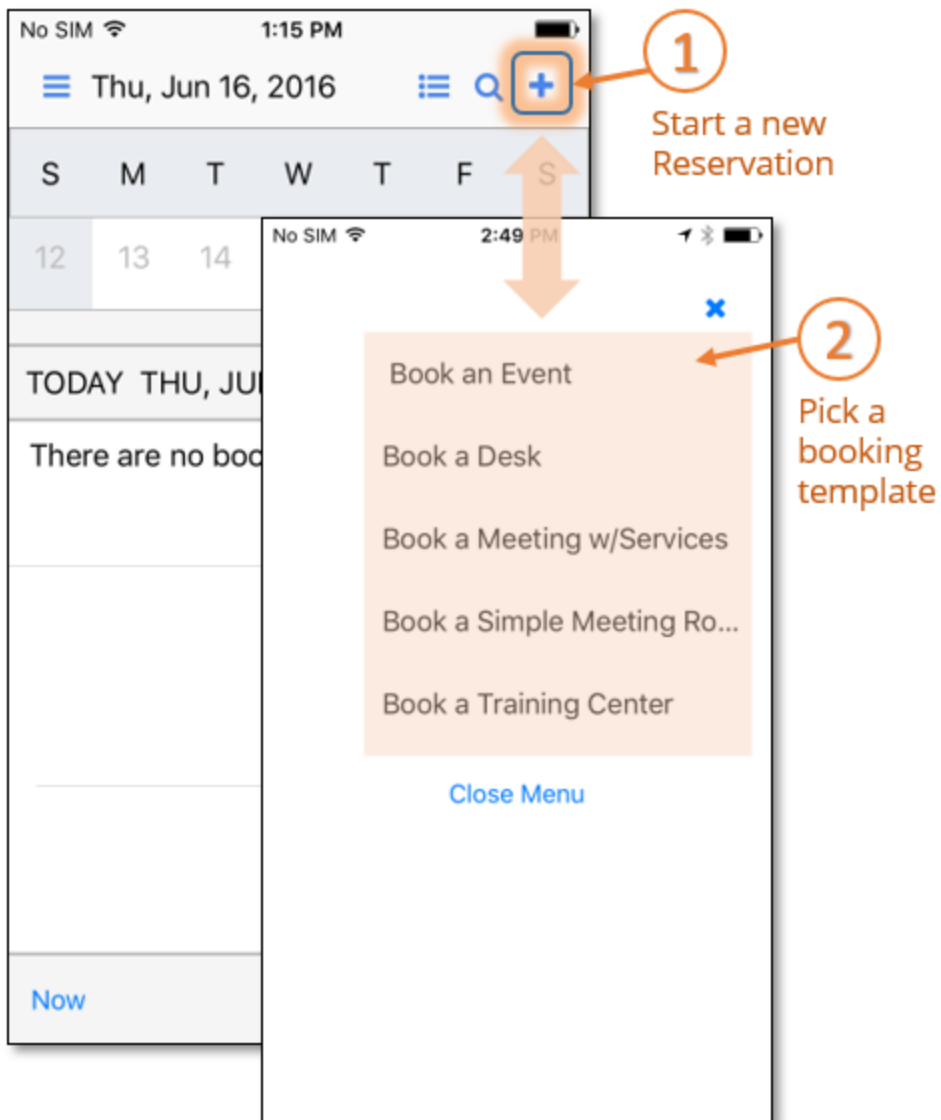 No SIM 1:15 PM
Thu, Jun 16, 2016
1
Start a new
Reservation
S M T W T F S
12 13 14
No SIM 2:49 PM
TODAY THU, JU
There are no boo
2
Pick a
booking
template
Book an Event
Book a Desk
Book a Meeting w/Services
Book a Simple Meeting Ro...
Book a Training Center
Close Menu
Now